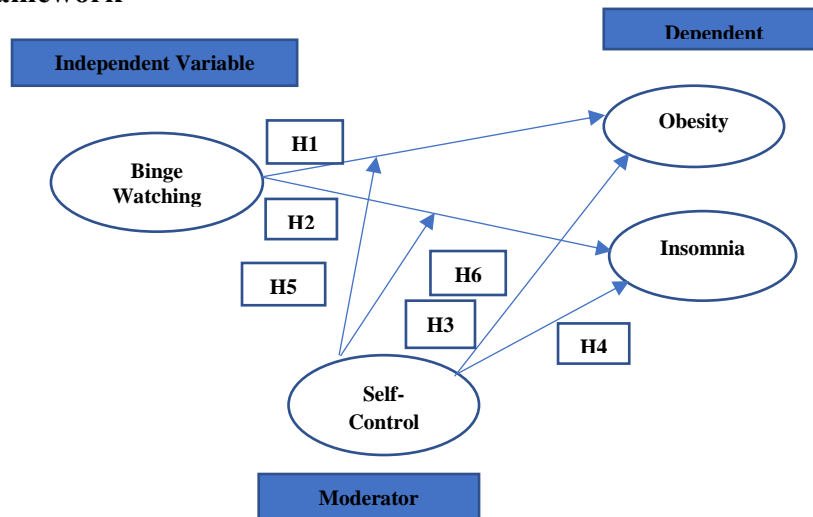 Dependent
Independent Variable
Obesity
H1
Binge
Watching
H2
Insomnia
H6
H5
H3
H4
Self-
Control
Moderator